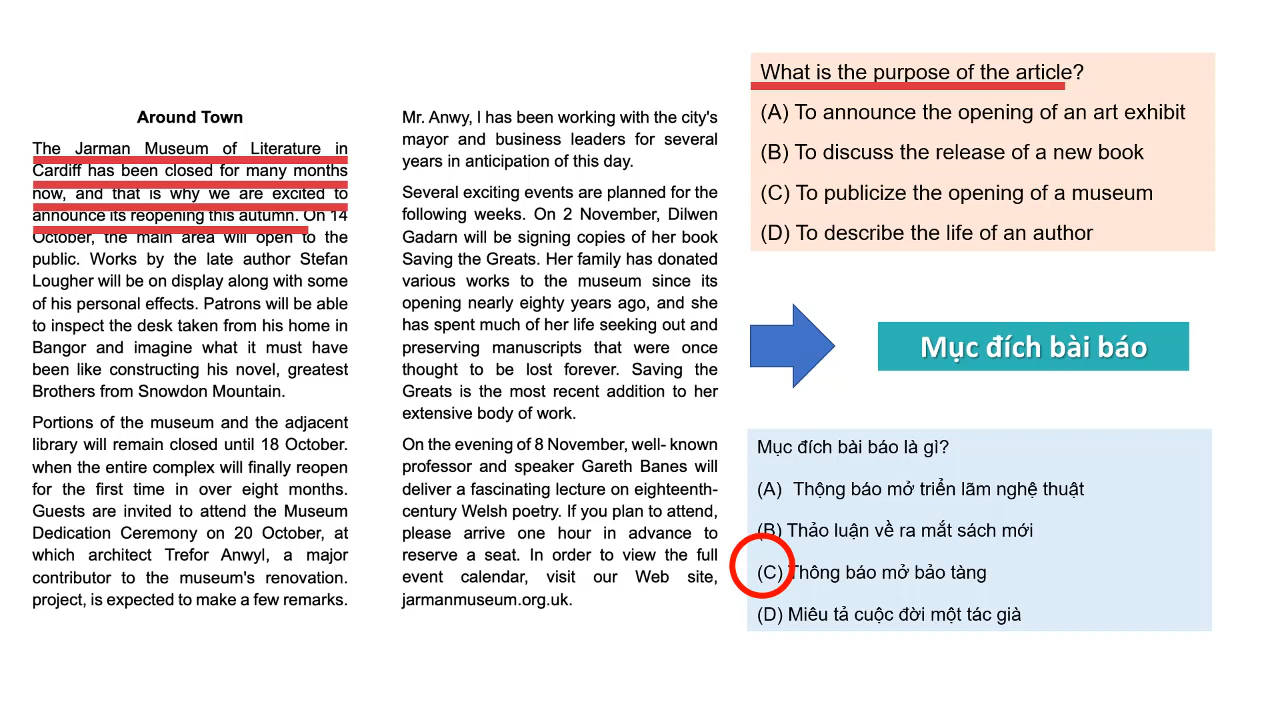 Around Town
The Jarman Museum of Literature in
Cardiff has been closed for many months
now, and that is why we are excited to
announce its reopening this autumn. On 14
October, the main area will open to the
public. Works by the late author Stefan
Lougher will be on display along with some
of his personal effects. Patrons will be able
to inspect the desk taken from his home in
Bangor and imagine what it must have
been like constructing his novel, greatest
Brothers from Snowdon Mountain.
Portions of the museum and the adjacent
library will remain closed until 18 October.
when the entire complex will finally reopen
for the first time in over eight months.
Guests are invited to attend the Museum
Dedication Ceremony on 20 October, at
which architect Trefor Anwyl, a major
contributor to the museum's renovation.
project, is expected to make a few remarks.
Mr. Anwy, I has been working with the city's
mayor and business leaders for several
years in anticipation of this day.
Several exciting events are planned for the
following weeks. On 2 November, Dilwen
Gadarn will be signing copies of her book
Saving the Greats. Her family has donated
various works to the museum since its
opening nearly eighty years ago, and she
has spent much of her life seeking out and
preserving manuscripts that were once
thought to be lost forever. Saving the
Greats is the most recent addition to her
extensive body of work.
On the evening of 8 November, well- known
professor and speaker Gareth Banes will
deliver a fascinating lecture on eighteenth-
century Welsh poetry. If you plan to attend,
please arrive one hour in advance to
reserve a seat. In order to view the full
event calendar, visit our Web site,
jarmanmuseum.org.uk.
What is the purpose of the article?
(A) To announce the opening of an art exhibit
(B) To discuss the release of a new book
(C) To publicize the opening of a museum
(D) To describe the life of an author
Mục đích bài báo
Mục đích bài báo là gì?
(A) Thộng báo mở triển lãm nghệ thuật
(B) Thảo luận về ra mắt sách mới
(C) Thông báo mở bảo tàng
(D) Miêu tả cuộc đời một tác già